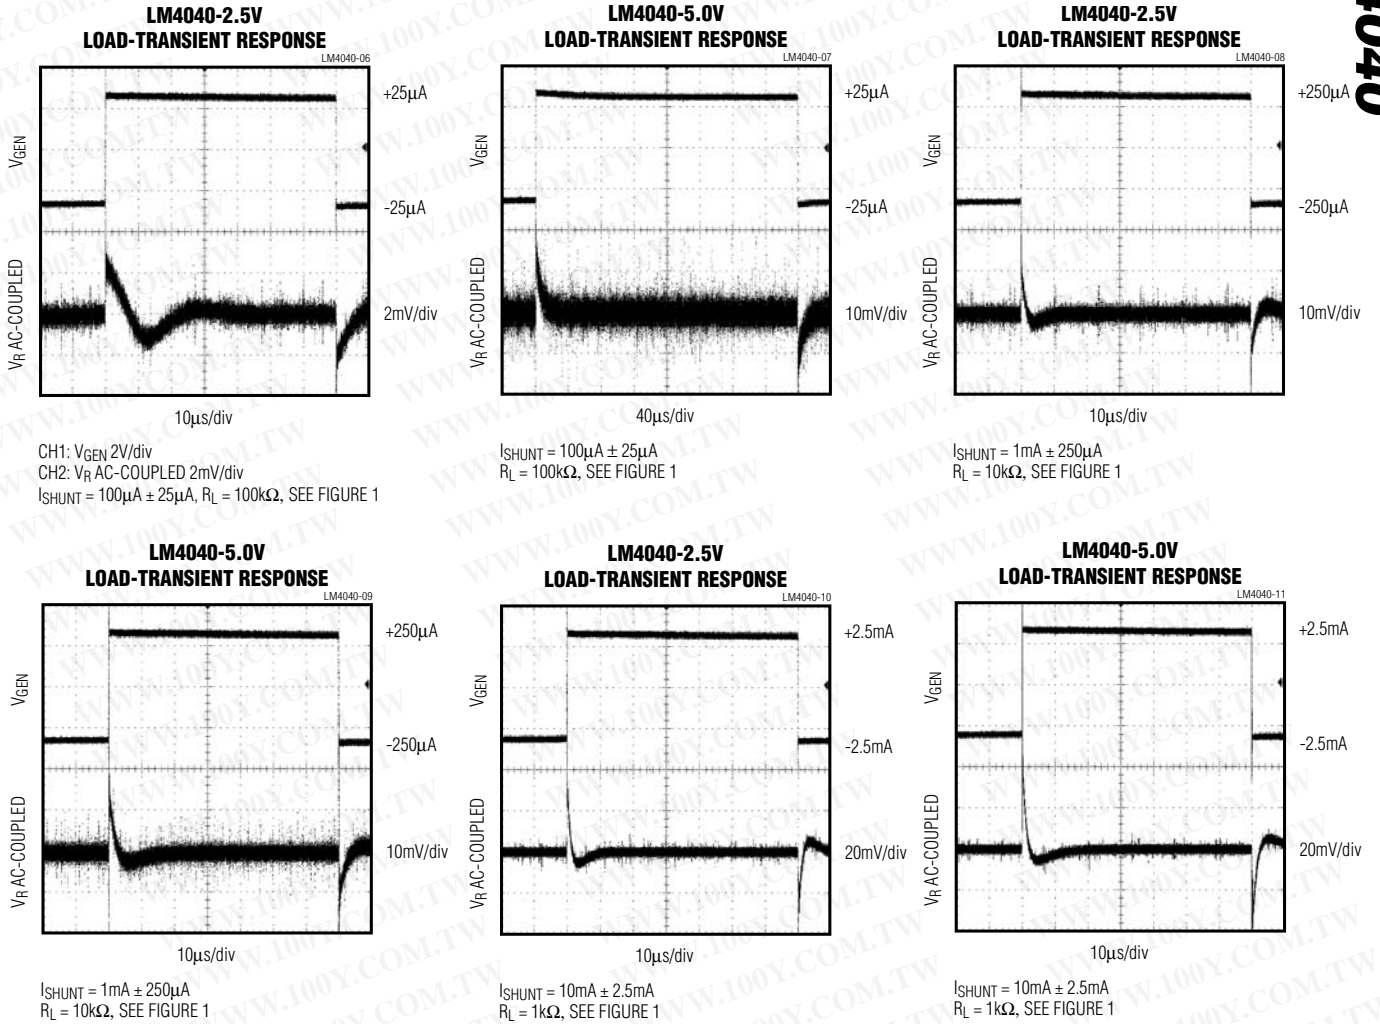 4040
LM4040-2.5V
LOAD-TRANSIENT RESPONSE
LM4040-06
VGEN
VR AC-COUPLED
+25µA
-25µA
2mV/div
10µs/div
CH1: VGEN 2V/div
CH2: VR AC-COUPLED 2mV/div
ISHUNT = 100µA ± 25µA, RL = 100kΩ, SEE FIGURE 1
LM4040-5.0V
LOAD-TRANSIENT RESPONSE
LM4040-07
VGEN
VR AC-COUPLED
+25µA
-25µA
10mV/div
40µs/div
ISHUNT = 100µA ± 25µA
RL = 100kΩ, SEE FIGURE 1
LM4040-2.5V
LOAD-TRANSIENT RESPONSE
LM4040-08
VGEN
VR AC-COUPLED
+250µA
-250µA
10mV/div
10µs/div
ISHUNT = 1mA ± 250µA
RL = 10kΩ, SEE FIGURE 1
LM4040-5.0V
LOAD-TRANSIENT RESPONSE
LM4040-09
VGEN
VR AC-COUPLED
+250µA
-250µA
10mV/div
10µs/div
ISHUNT = 1mA ± 250µA
RL = 10kΩ, SEE FIGURE 1
LM4040-2.5V
LOAD-TRANSIENT RESPONSE
LM4040-10
VGEN
VR AC-COUPLED
+2.5mA
-2.5mA
20mV/div
10µs/div
ISHUNT = 10mA ± 2.5mA
RL = 1kΩ, SEE FIGURE 1
LM4040-5.0V
LOAD-TRANSIENT RESPONSE
LM4040-11
VGEN
VR AC-COUPLED
+2.5mA
-2.5mA
20mV/div
10µs/div
ISHUNT = 10mA ± 2.5mA
RL = 1kΩ, SEE FIGURE 1
WWW.100Y.COM.TW